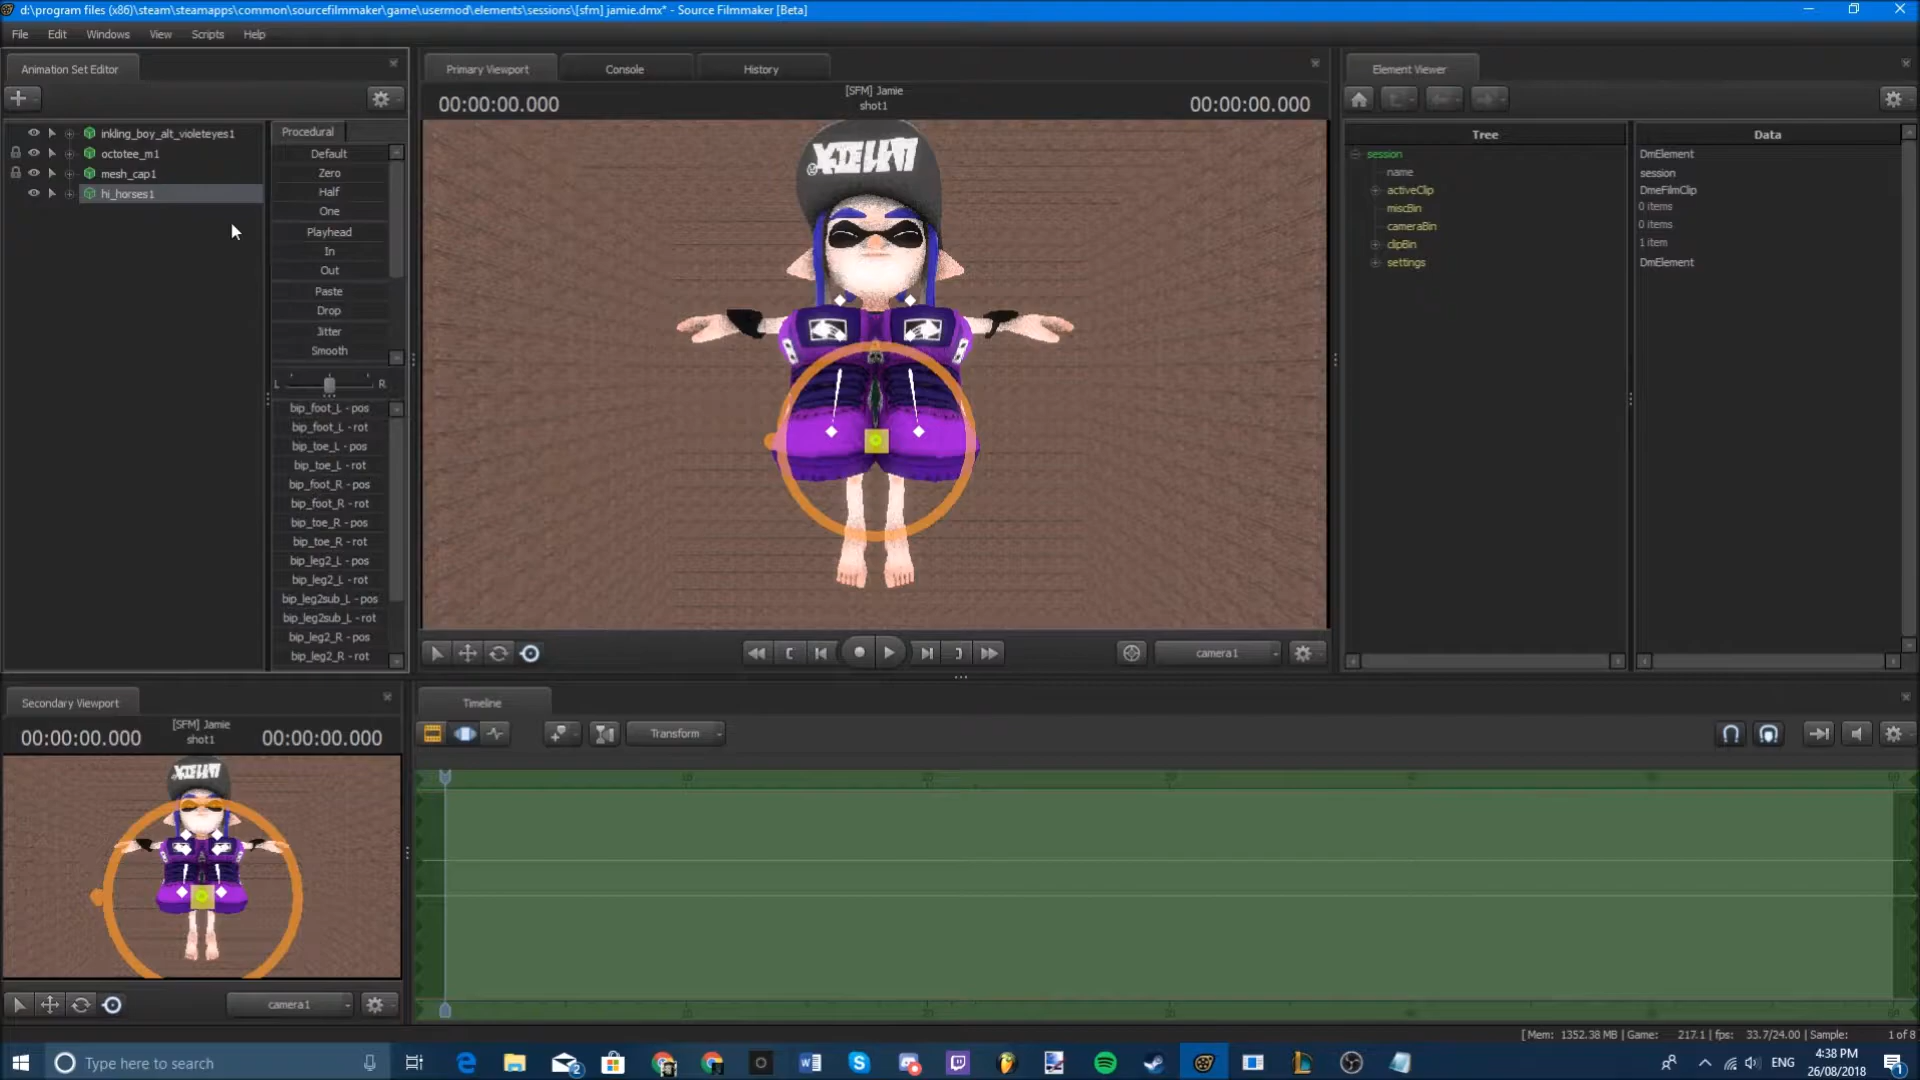 d:\program files (x86)\steam\steamapps\common\sourcefilmmaker\game\usermod\elements\sessions\[sfm] jamie.dmx* - Source Filmmaker [Beta]
File Edit Windows View Scripts Help
Animation Set Editor
Primary Viewport Console History
Element Viewer
00:00:00.000
[SFM] Jamie
shot1
00:00:00.000
inkling_boy_alt_violeteyes1
octotee_m1
mesh_cap1
hi_horses1
Procedural
Default
Zero
Half
One
Playhead
In
Out
Paste
Drop
Jitter
Smooth
L R
bip_foot_L - pos
bip_foot_L - rot
bip_toe_L - pos
bip_toe_L - rot
bip_foot_R - pos
bip_foot_R - rot
bip_toe_R - pos
bip_toe_R - rot
bip_leg2_L - pos
bip_leg2_L - rot
bip_leg2sub_L - pos
bip_leg2sub_L - rot
bip_leg2_R - pos
bip_leg2_R - rot
camera1
Tree Data
session DmElement
name session
activeClip DmeFilmClip
miscBin 0 items
cameraBin 0 items
clipBin 1 item
settings DmElement
Secondary Viewport
00:00:00.000
[SFM] Jamie
shot1
00:00:00.000
camera1
Timeline
Transform
[ Mem: 1352.38 MB | Game: 217.1 | fps: 33.7/24.00 | Sample: 1 of 8
Type here to search
ENG
4:38 PM
26/08/2018